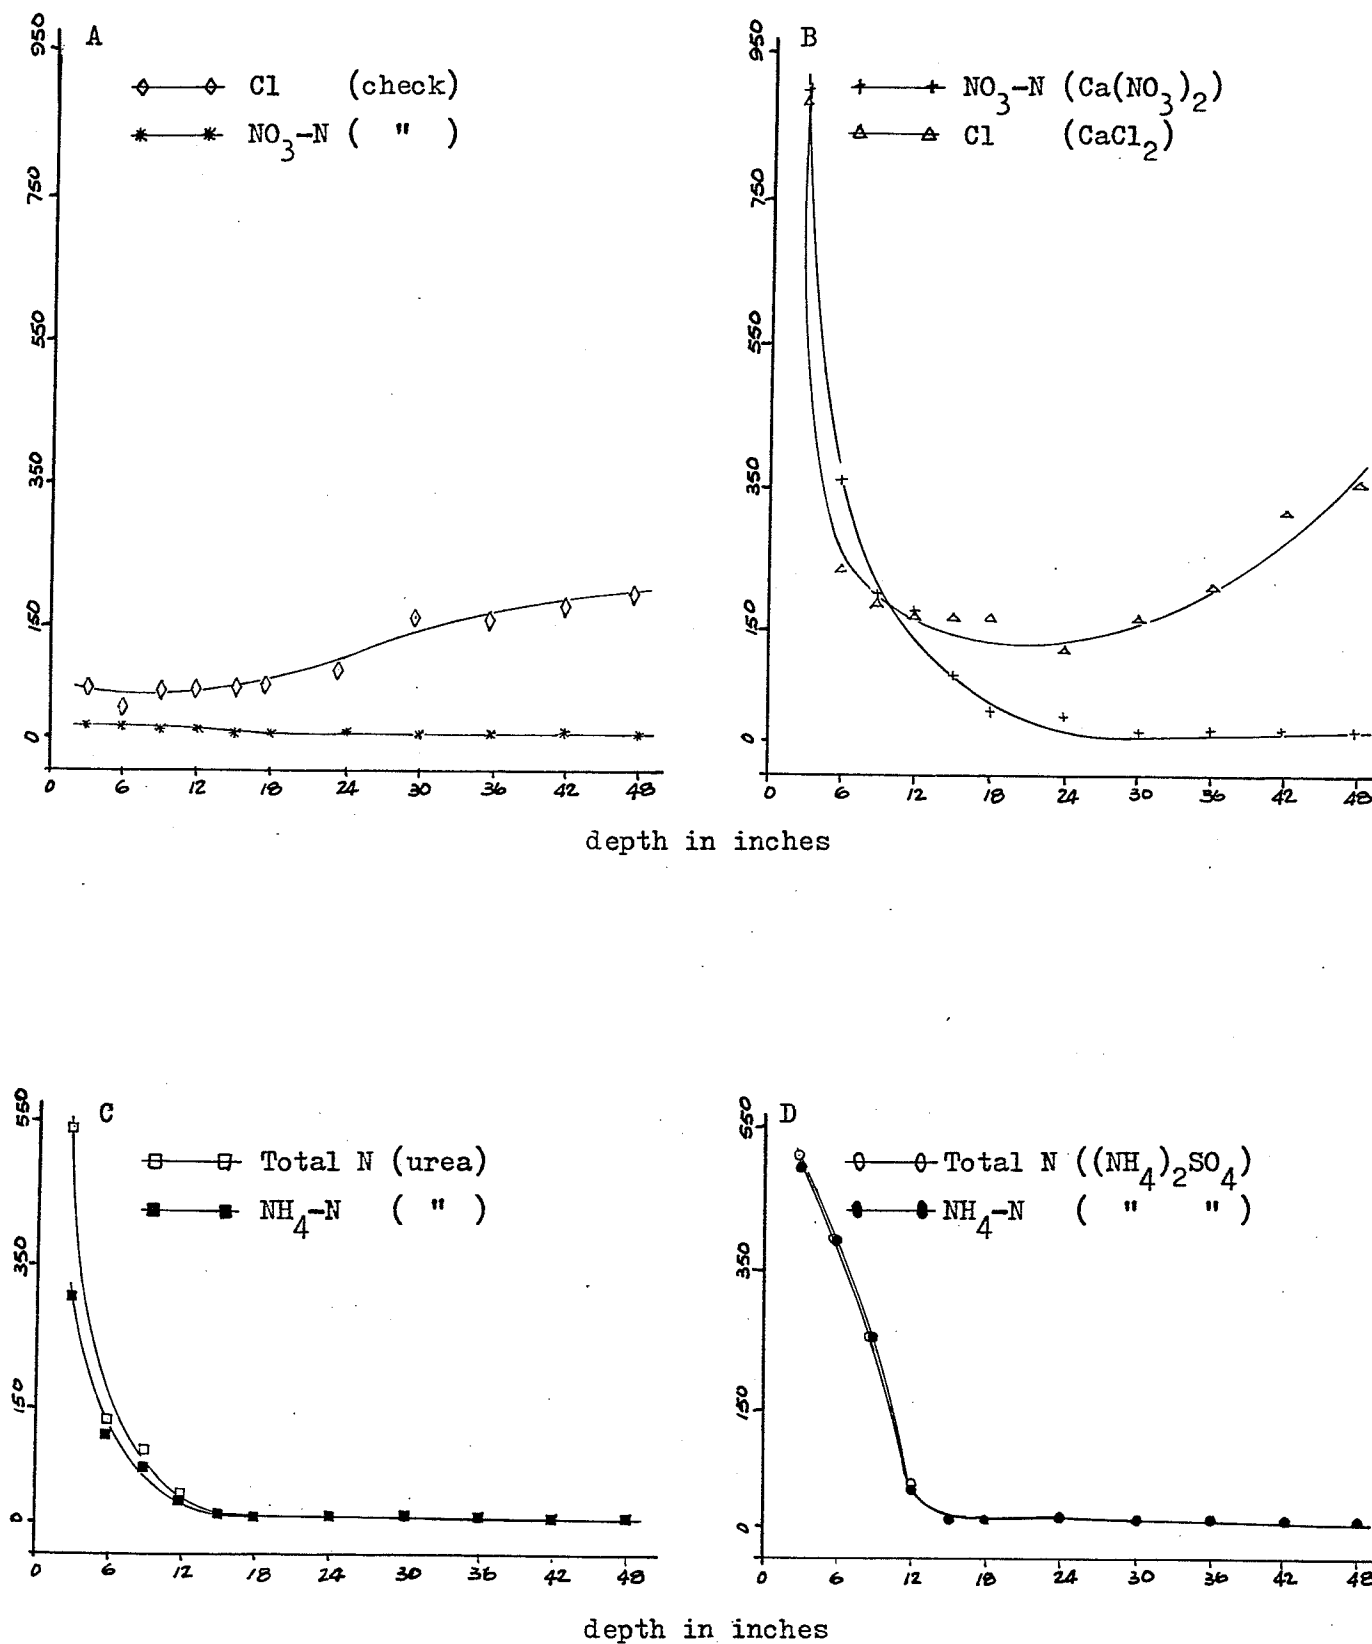 A
Cl (check)
NO3-N ( " )
950
750
550
350
150
0
0 6 12 18 24 30 36 42 48
B
NO3-N (Ca(NO3)2)
Cl (CaCl2)
950
750
550
350
150
0
0 6 12 18 24 30 36 42 48
depth in inches
C
Total N (urea)
NH4-N ( " )
550
350
150
0
0 6 12 18 24 30 36 42 48
D
Total N ((NH4)2SO4)
NH4-N ( " " )
550
350
150
0
0 6 12 18 24 30 36 42 48
depth in inches